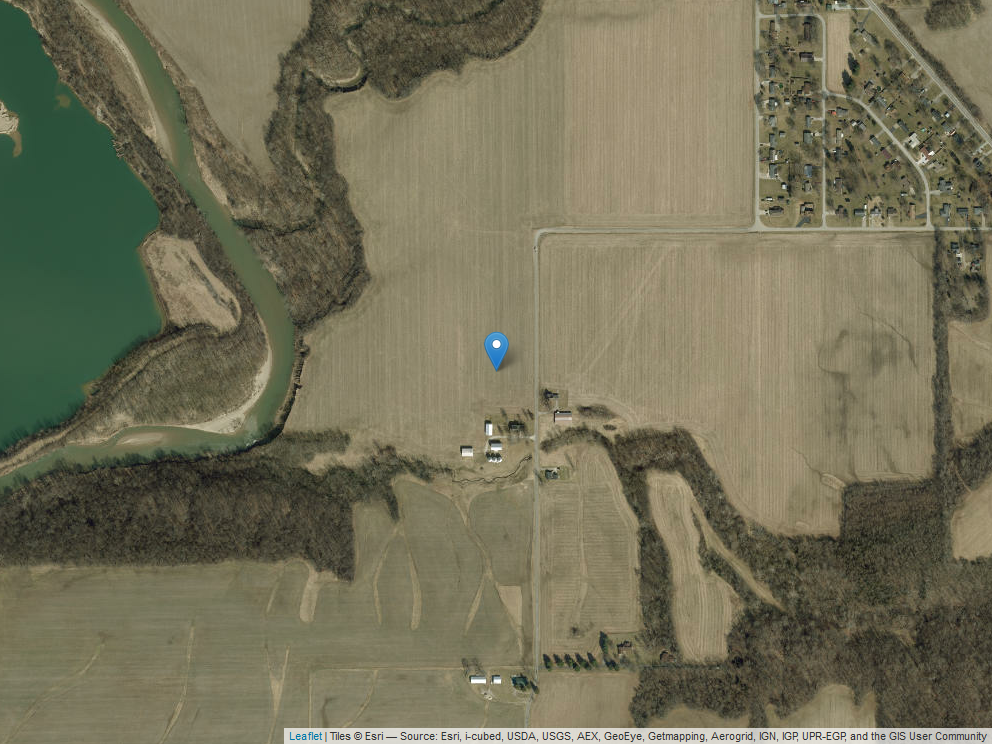 Leaflet | Tiles © Esri — Source: Esri, i-cubed, USDA, USGS, AEX, GeoEye, Getmapping, Aerogrid, IGN, IGP, UPR-EGP, and the GIS User Community